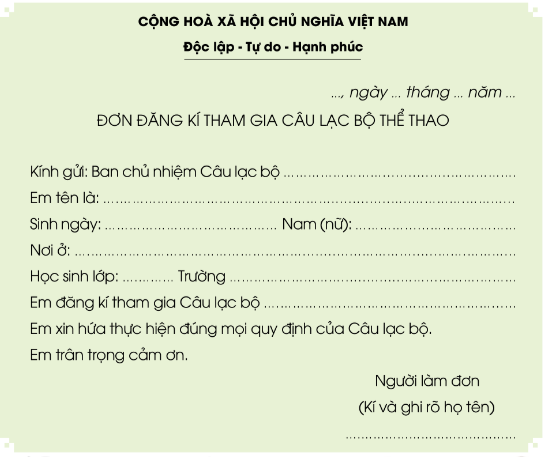 CỘNG HOÀ XÃ HỘI CHỦ NGHĨA VIỆT NAM
Độc lập - Tự do - Hạnh phúc
..., ngày ... tháng ... năm ...
ĐƠN ĐĂNG KÍ THAM GIA CÂU LẠC BỘ THỂ THAO
Kính gửi: Ban chủ nhiệm Câu lạc bộ ............................................................
Em tên là: ............................................................
Sinh ngày: ........................................ Nam (nữ): ........................................
Nơi ở: ............................................................
Học sinh lớp: ............. Trường ............................................................
Em đăng kí tham gia Câu lạc bộ ............................................................
Em xin hứa thực hiện đúng mọi quy định của Câu lạc bộ.
Em trân trọng cảm ơn.
Người làm đơn
(Kí và ghi rõ họ tên)
........................................